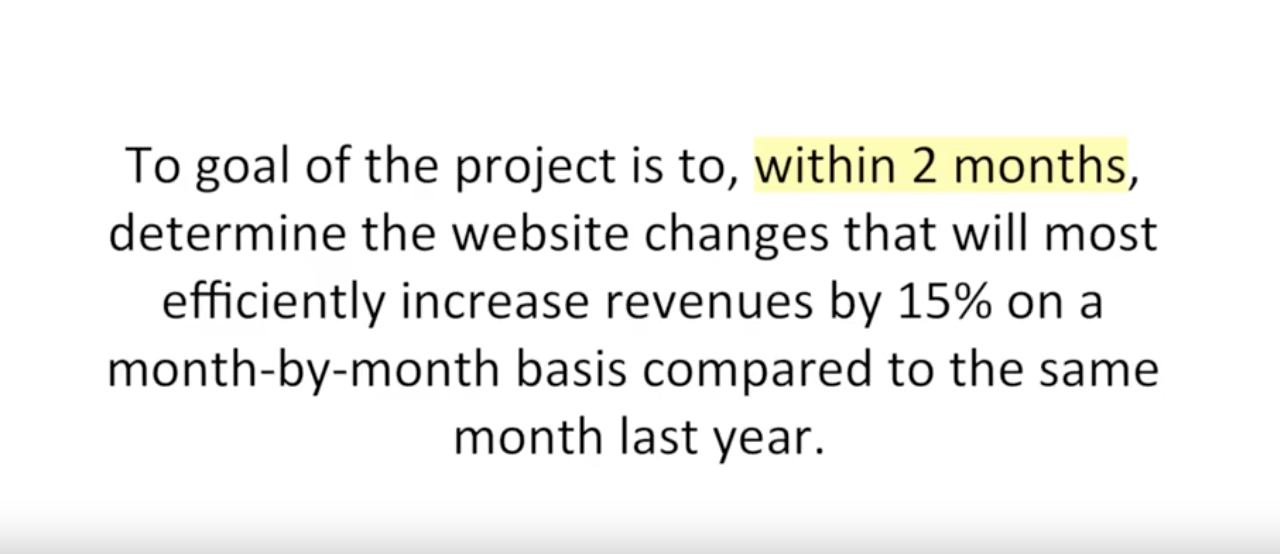 To goal of the project is to, within 2 months,
determine the website changes that will most
efficiently increase revenues by 15% on a
month-by-month basis compared to the same
month last year.